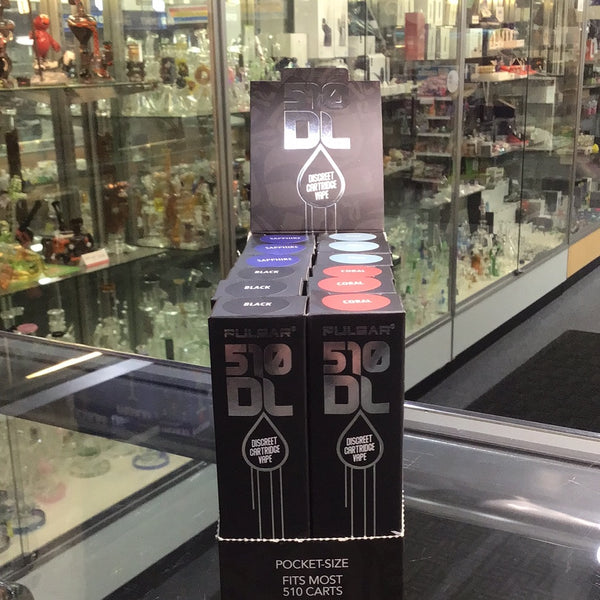 510
DL
DISCREET
CARTRIDGE
VAPE
SAPPHIRE
SAPPHIRE
SAPPHIRE
BLACK
BLACK
BLACK
CORAL
CORAL
CORAL
PULSAR®
510
DL
DISCREET
CARTRIDGE
VAPE
PULSAR®
510
DL
DISCREET
CARTRIDGE
VAPE
POCKET-SIZE
FITS MOST
510 CARTS